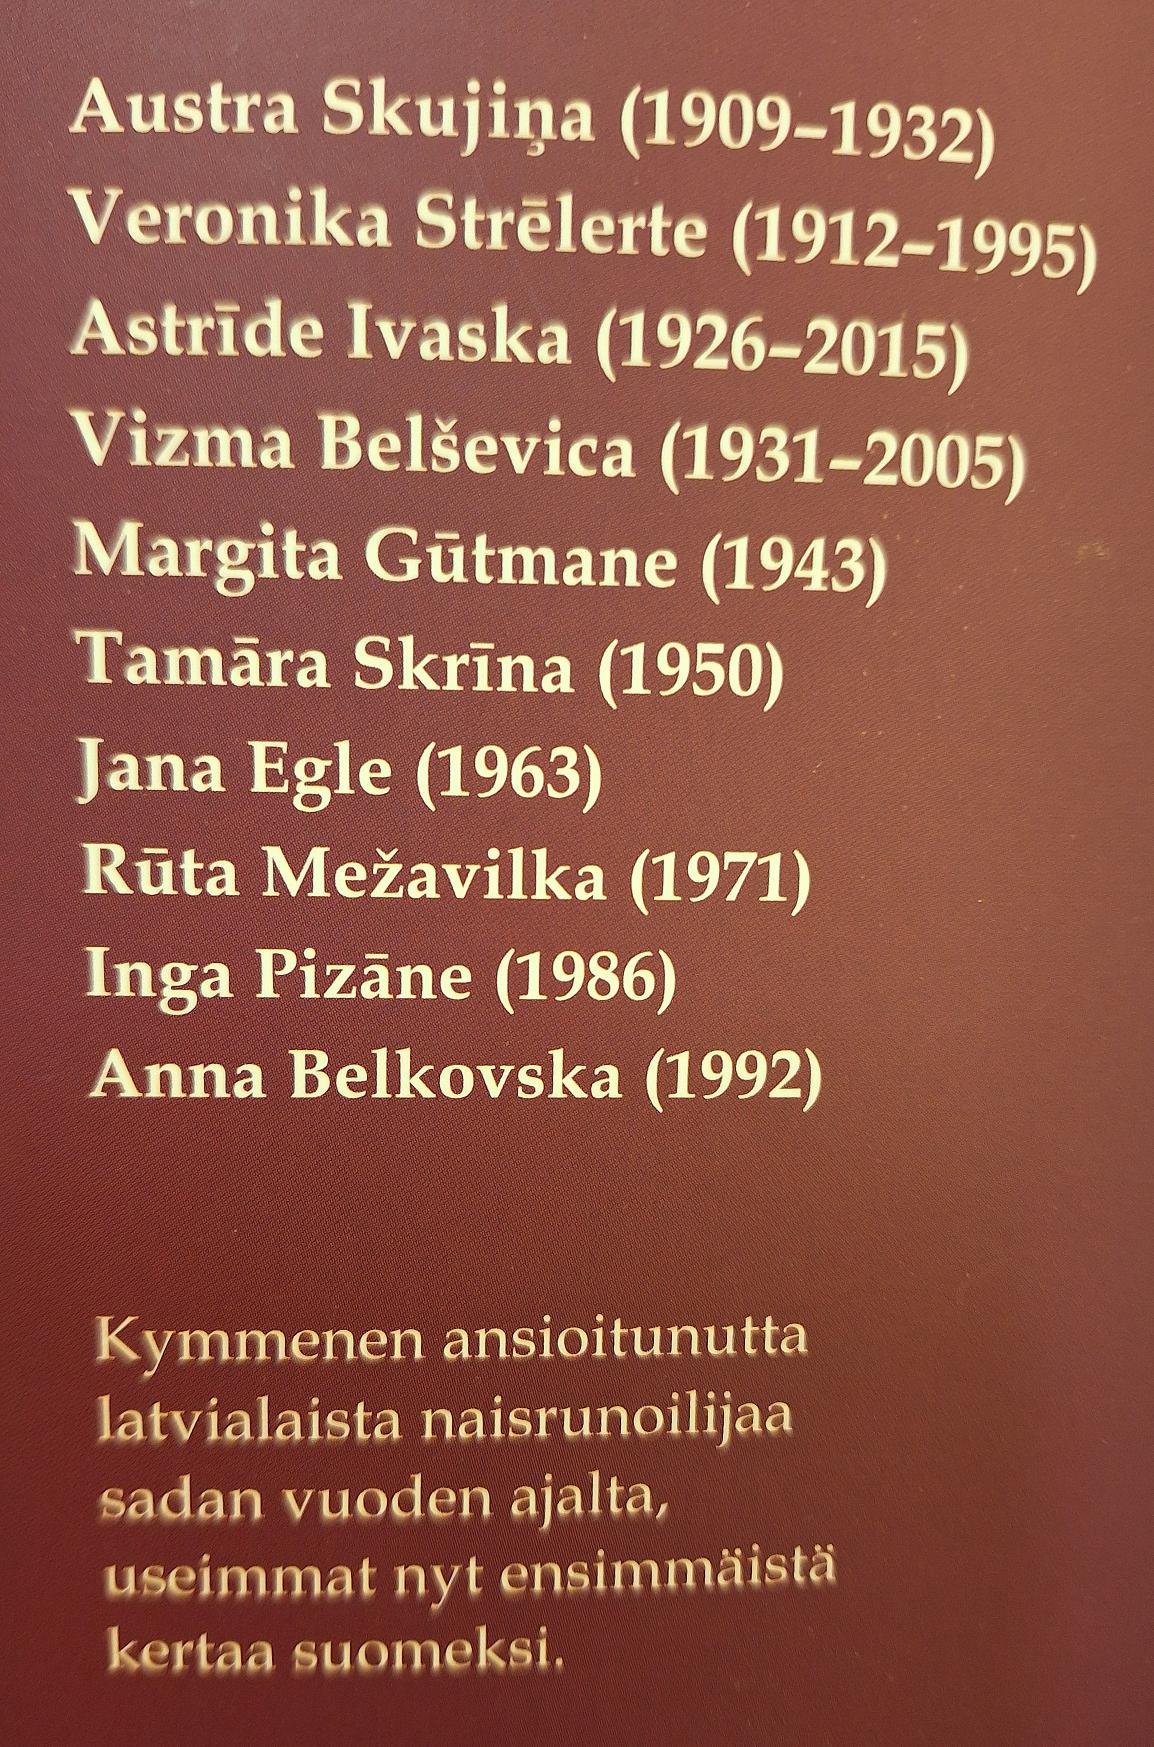 Austra Skujiņa (1909–1932)
Veronika Strēlerte (1912–1995)
Astrīde Ivaska (1926–2015)
Vizma Belševica (1931–2005)
Margita Gūtmane (1943)
Tamāra Skrīna (1950)
Jana Egle (1963)
Rūta Mežavilka (1971)
Inga Pizāne (1986)
Anna Belkovska (1992)
Kymmenen ansioitunutta
latvialaista naisrunoilijaa
sadan vuoden ajalta,
useimmat nyt ensimmäistä
kertaa suomeksi.